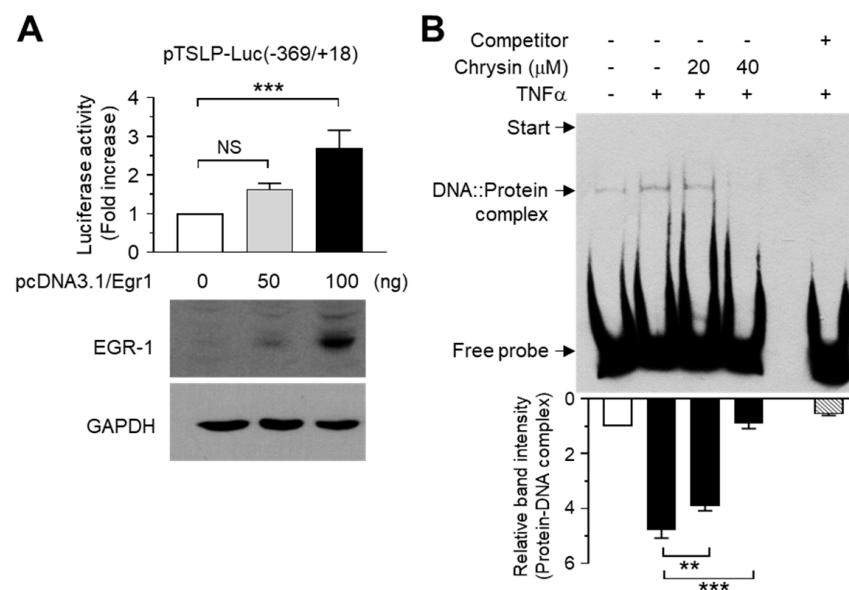 A
pTSLP-Luc(-369/+18)
***
NS
4
3
2
1
0
Luciferase activity
(Fold increase)
pcDNA3.1/Egr1 0 50 100 (ng)
EGR-1
GAPDH
B
Competitor - - - - +
Chrysin (μM) - - 20 40
TNFα - + + + +
Start
DNA::Protein
complex
Free probe
0
2
4
6
Relative band intensity
(Protein-DNA complex)
**
***